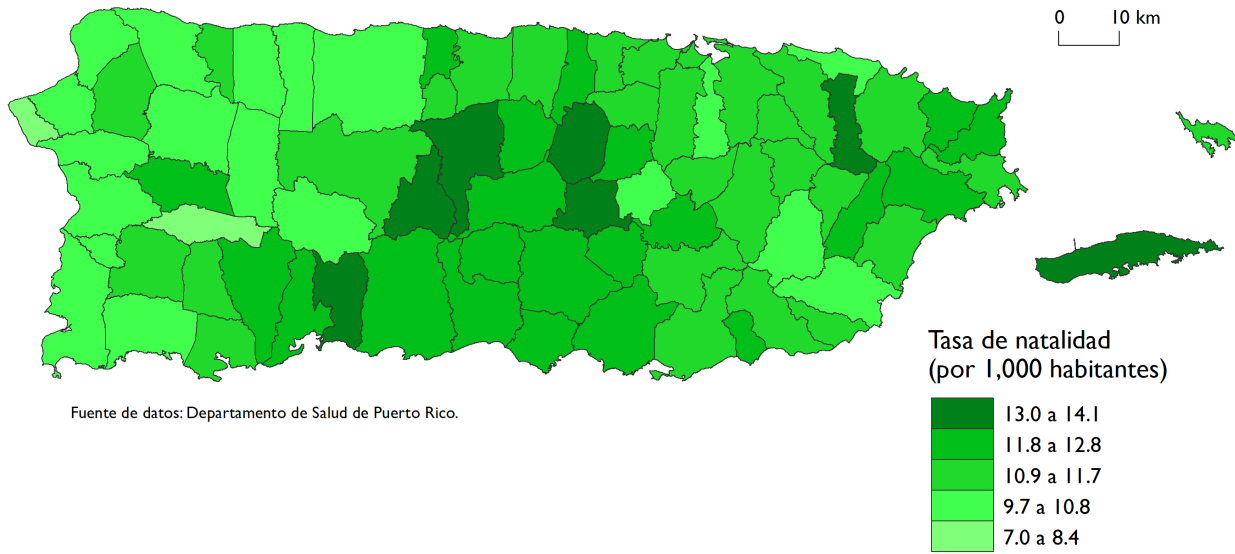 0 10 km
Tasa de natalidad
(por 1,000 habitantes)
Fuente de datos: Departamento de Salud de Puerto Rico.
13.0 a 14.1
11.8 a 12.8
10.9 a 11.7
9.7 a 10.8
7.0 a 8.4